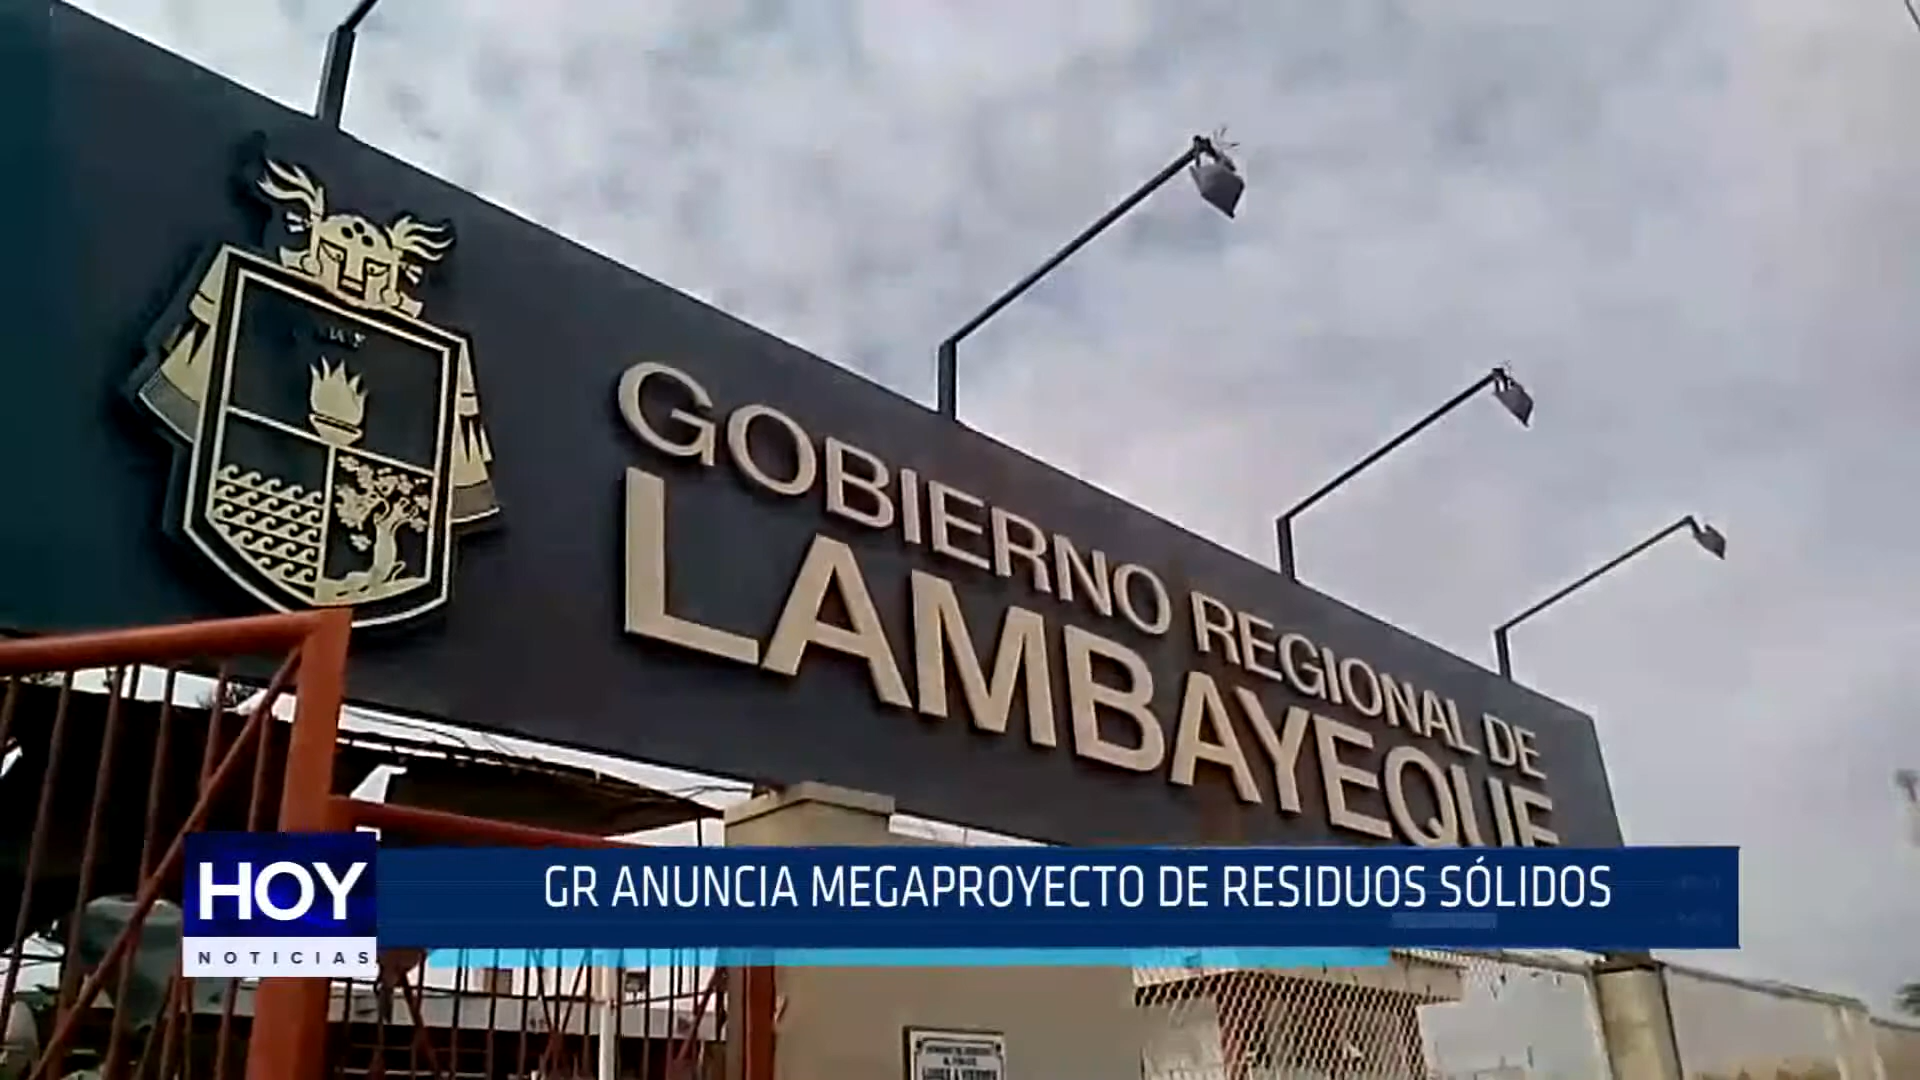 GOBIERNO REGIONAL DE
LAMBAYEQUE
HOY
NOTICIAS
GR ANUNCIA MEGAPROYECTO DE RESIDUOS SÓLIDOS